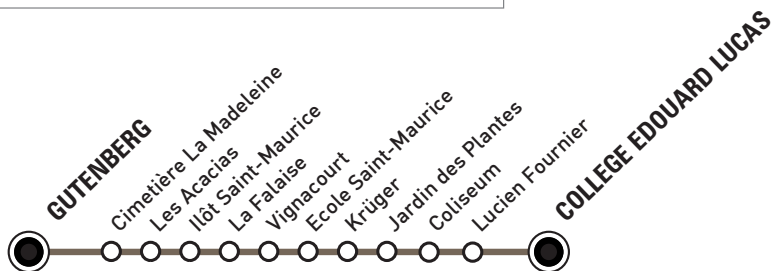 GUTENBERG
Cimetière La Madeleine
Les Acacias
Ilôt Saint-Maurice
La Falaise
Vignacourt
Ecole Saint-Maurice
Krüger
Jardin des Plantes
Coliseum
Lucien Fournier
COLLEGE EDOUARD LUCAS